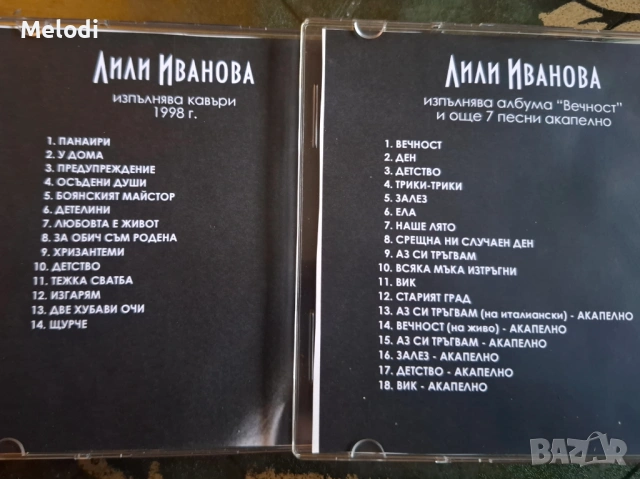 Melodi
ЛИЛИ ИВАНОВА
ИЗПЪЛНЯВА КАВЪРИ
1998 г.
1. ПАНАИРИ
2. У ДОМА
3. ПРЕДУПРЕЖДЕНИЕ
4. ОСЪДЕНИ ДУШИ
5. БОЯНСКИЯТ МАЙСТОР
6. ДЕТЕЛИНИ
7. ЛЮБОВТА Е ЖИВОТ
8. ЗА ОБИЧ СЪМ РОДЕНА
9. ХРИЗАНТЕМИ
10. ДЕТСТВО
11. ТЕЖКА СВАТБА
12. ИЗГАРЯМ
13. ДВЕ ХУБАВИ ОЧИ
14. ЩУРЧЕ
ЛИЛИ ИВАНОВА
ИЗПЪЛНЯВА АЛБУМА "ВЕЧНОСТ"
И ОЩЕ 7 ПЕСНИ АКАПЕЛНО
1. ВЕЧНОСТ
2. ДЕН
3. ДЕТСТВО
4. ТРИКИ-ТРИКИ
5. ЗАЛЕЗ
6. ЕЛА
7. НАШЕ ЛЯТО
8. СРЕЩНА НИ СЛУЧАЕН ДЕН
9. АЗ СИ ТРЪГВАМ
10. ВСЯКА МЪКА ИЗТРЪГНИ
11. ВИК
12. СТАРИЯТ ГРАД
13. АЗ СИ ТРЪГВАМ (на италиански) - АКАПЕЛНО
14. ВЕЧНОСТ (на живо) - АКАПЕЛНО
15. АЗ СИ ТРЪГВАМ - АКАПЕЛНО
16. ЗАЛЕЗ - АКАПЕЛНО
17. ДЕТСТВО - АКАПЕЛНО
18. ВИК - АКАПЕЛНО
BAZAR